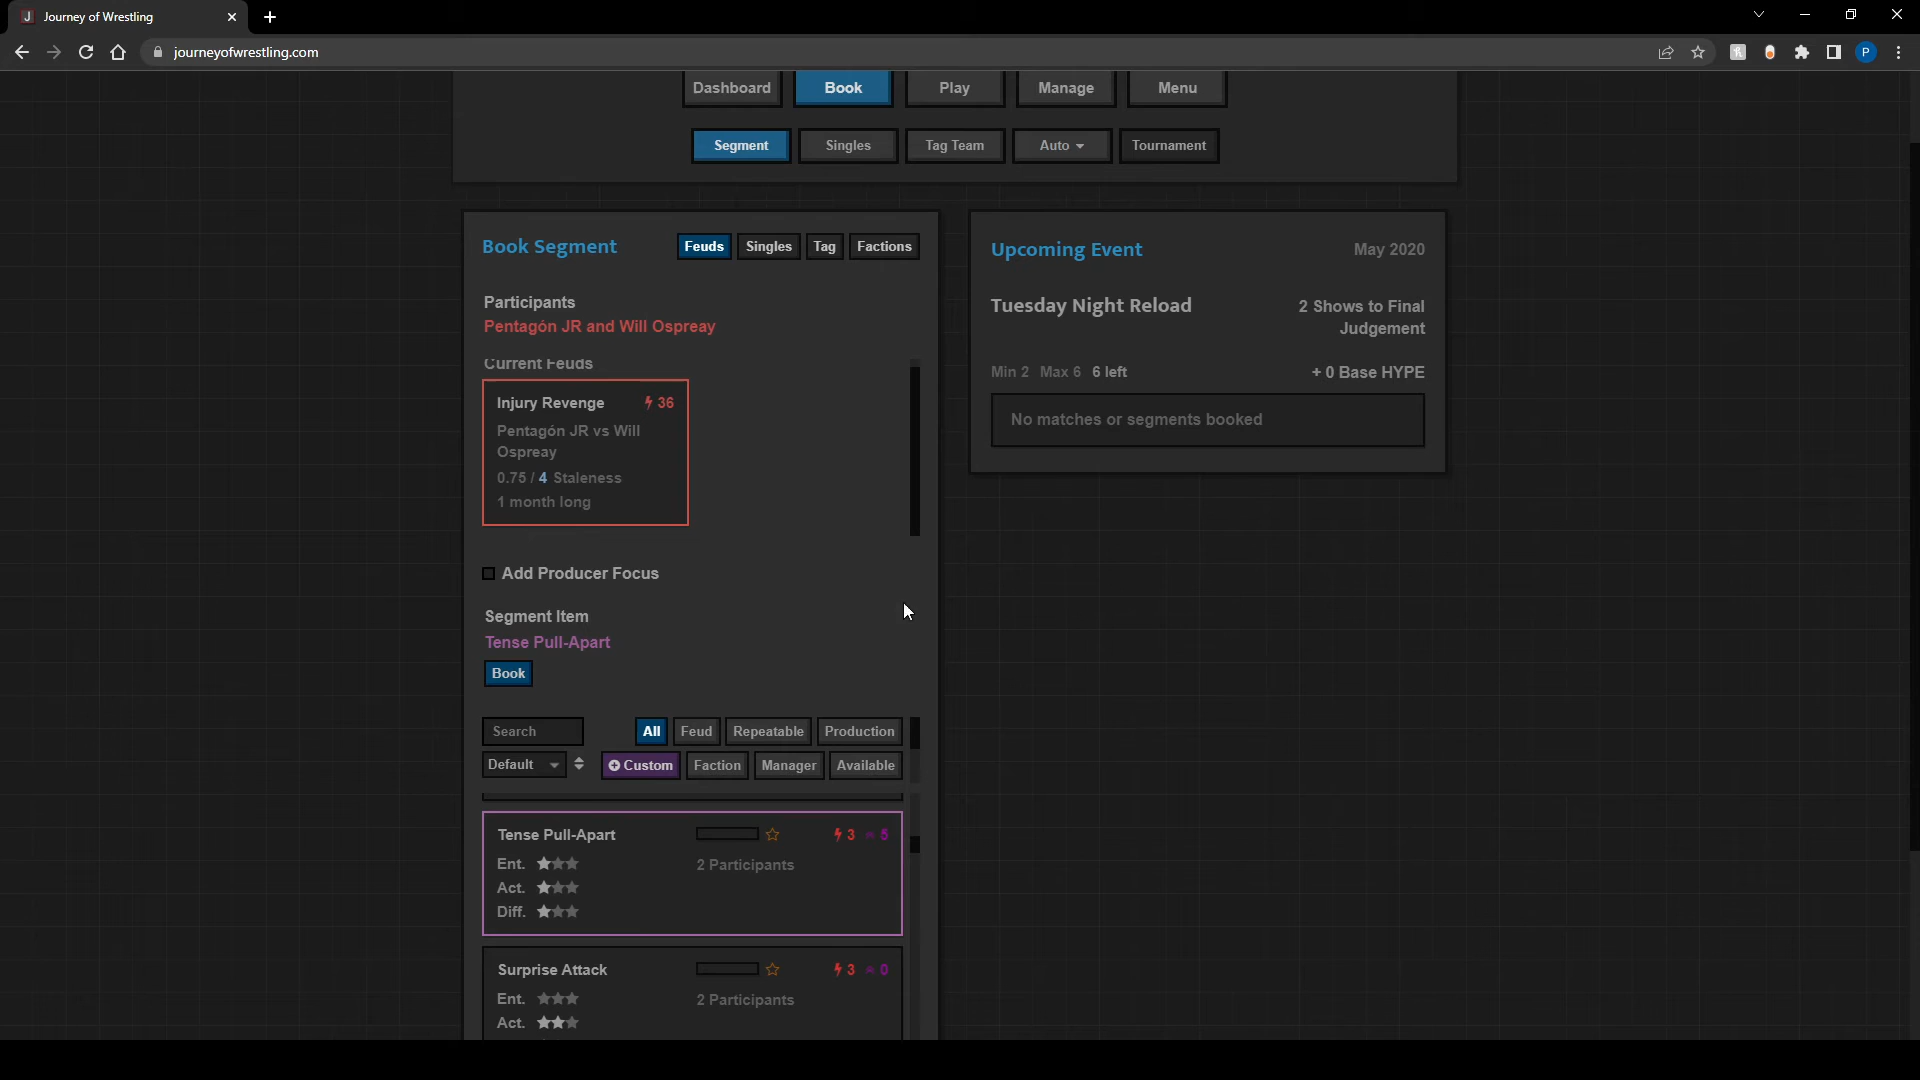 J Journey of Wrestling
journeyofwrestling.com
P
Dashboard Book Play Manage Menu
Segment Singles Tag Team Auto Tournament
Book Segment Feuds Singles Tag Factions
Participants
Pentagón JR and Will Ospreay
Current Feuds
Injury Revenge 36
Pentagón JR vs Will
Ospreay
0.75 / 4 Staleness
1 month long
Add Producer Focus
Segment Item
Tense Pull-Apart
Book
Search All Feud Repeatable Production
Default Custom Faction Manager Available
Tense Pull-Apart 3 5
Ent. 2 Participants
Act.
Diff.
Surprise Attack 3 0
Ent. 2 Participants
Act.
Upcoming Event May 2020
Tuesday Night Reload 2 Shows to Final
Judgement
Min 2 Max 6 6 left + 0 Base HYPE
No matches or segments booked